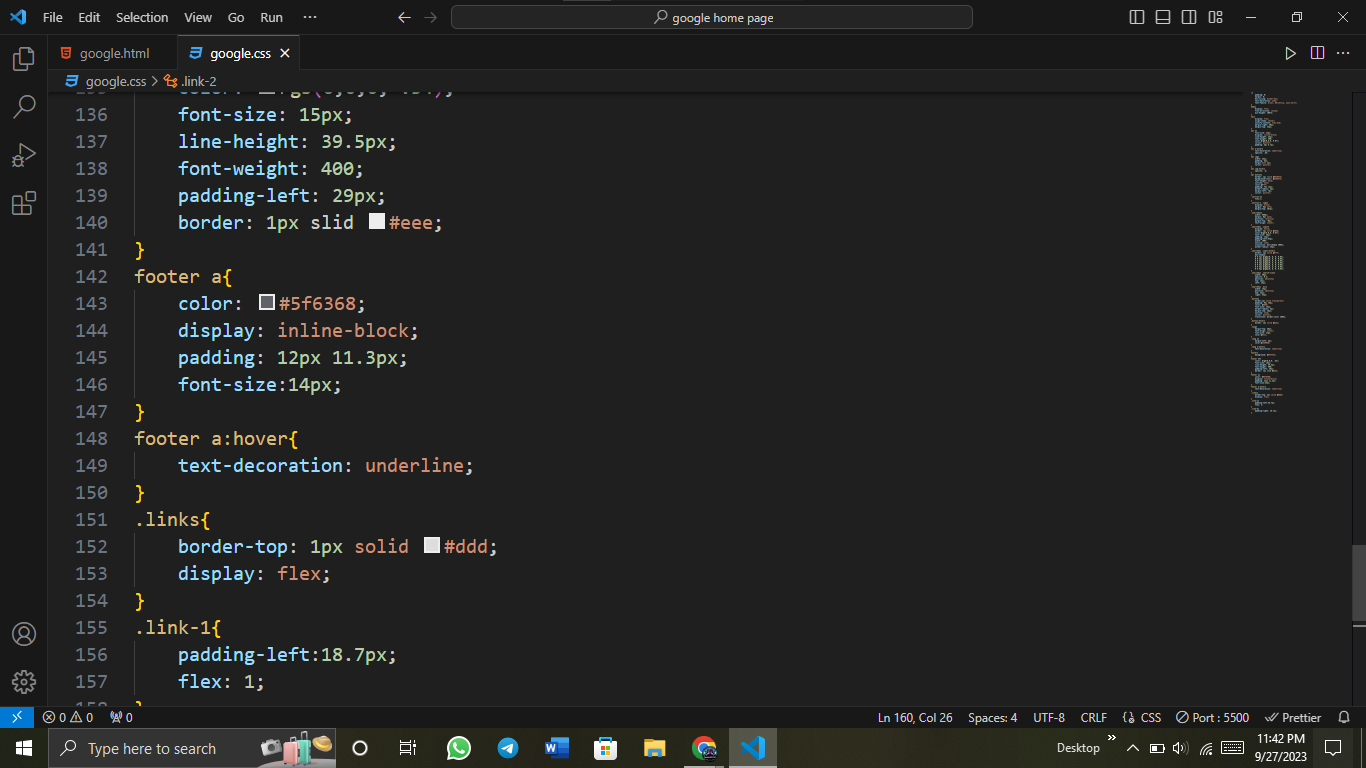 File Edit Selection View Go Run ··· google home page
google.html google.css
google.css > .link-2
136 font-size: 15px;
137 line-height: 39.5px;
138 font-weight: 400;
139 padding-left: 29px;
140 border: 1px slid #eee;
141 }
142 footer a{
143 color: #5f6368;
144 display: inline-block;
145 padding: 12px 11.3px;
146 font-size:14px;
147 }
148 footer a:hover{
149 text-decoration: underline;
150 }
151 .links{
152 border-top: 1px solid #ddd;
153 display: flex;
154 }
155 .link-1{
156 padding-left:18.7px;
157 flex: 1;
0 0 0 Ln 160, Col 26 Spaces: 4 UTF-8 CRLF {} CSS Port : 5500 Prettier
Type here to search Desktop 11:42 PM
9/27/2023